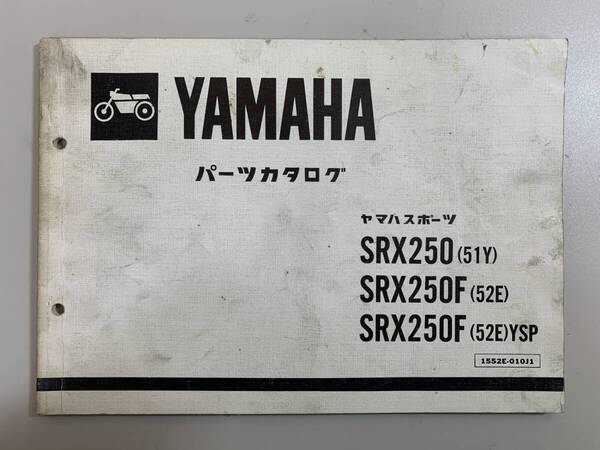 YAMAHA
パーツカタログ
ヤマハスポーツ
SRX250(51Y)
SRX250F(52E)
SRX250F(52E)YSP
1552E-010J1